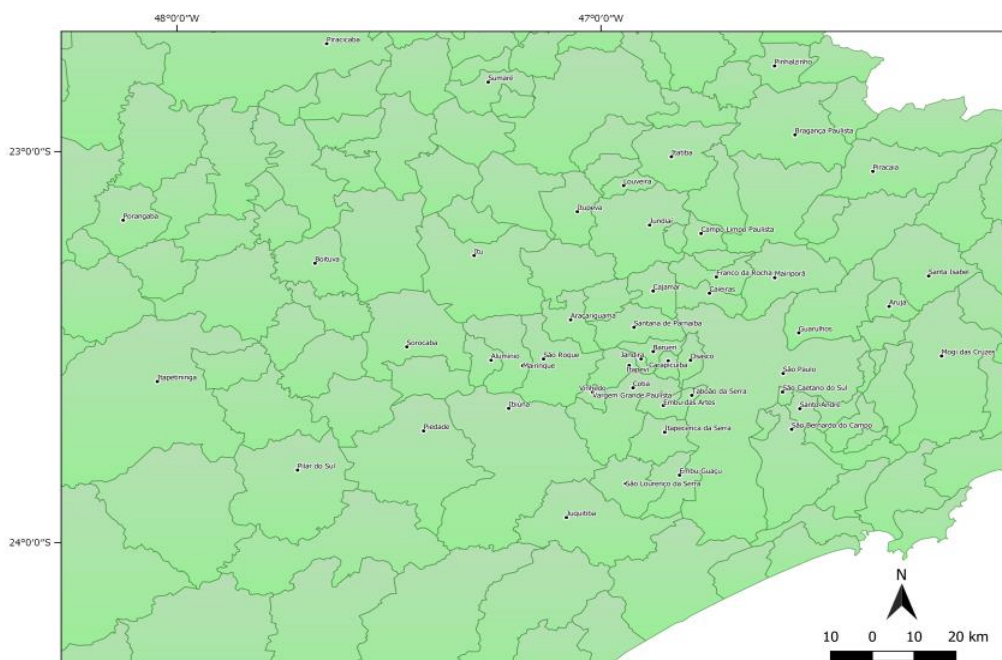 48°0'0"W
47°0'0"W
Piracicaba
Sumaré
Pinhalzinho
Bragança Paulista
23°0'0"S
Itatiba
Piracaia
Louveira
Itupeva
Porangaba
Jundiaí
Campo Limpo Paulista
Itu
Boituva
Franco da Rocha
Mairiporã
Santa Isabel
Cajamar
Caieiras
Arujá
Araçariguama
Santana de Parnaíba
Guarulhos
Sorocaba
Barueri
Mogi das Cruzes
Alumínio
São Roque
Jandira
Osasco
Mairinque
Itapevi
Carapicuíba
São Paulo
Itapetininga
Vinhedo
Cotia
São Caetano do Sul
Vargem Grande Paulista
Taboão da Serra
Ibiúna
Embu das Artes
Santo André
Piedade
Itapecerica da Serra
São Bernardo do Campo
Pilar do Sul
Embu-Guaçu
São Lourenço da Serra
Juquitiba
24°0'0"S
N
10 0 10 20 km